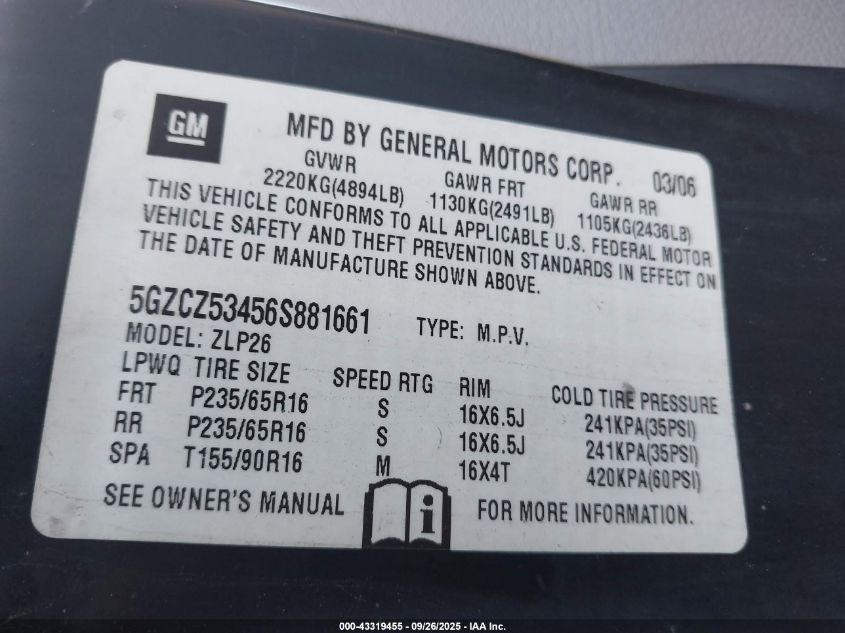 GM
MFD BY GENERAL MOTORS CORP. 03/06
GVWR GAWR FRT GAWR RR
2220KG(4894LB) 1130KG(2491LB) 1105KG(2436LB)
THIS VEHICLE CONFORMS TO ALL APPLICABLE U.S. FEDERAL MOTOR
VEHICLE SAFETY AND THEFT PREVENTION STANDARDS IN EFFECT ON
THE DATE OF MANUFACTURE SHOWN ABOVE.
5GZCZ53456S881661 TYPE: M.P.V.
MODEL: ZLP26
LPWQ TIRE SIZE SPEED RTG RIM COLD TIRE PRESSURE
FRT P235/65R16 S 16X6.5J 241KPA(35PSI)
RR P235/65R16 S 16X6.5J 241KPA(35PSI)
SPA T155/90R16 M 16X4T 420KPA(60PSI)
SEE OWNER'S MANUAL i FOR MORE INFORMATION.
000-43319455 - 09/26/2025 - IAA Inc.